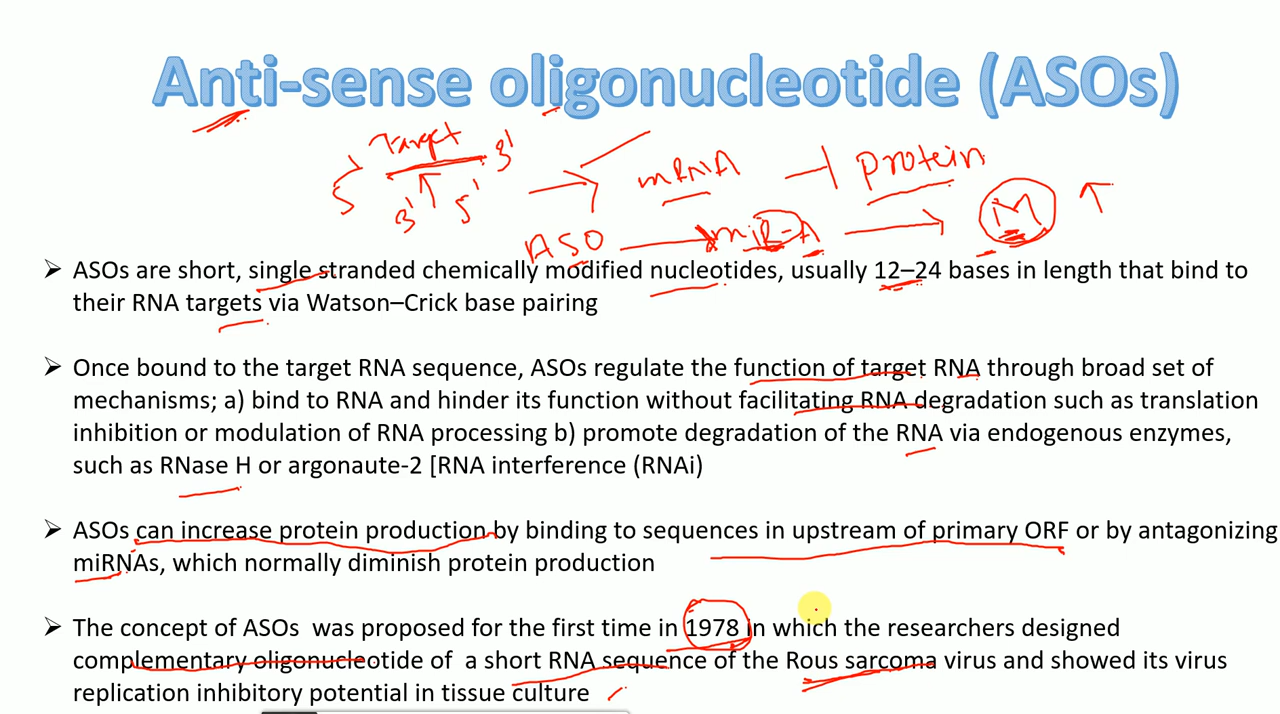 Anti-sense oligonucleotide (ASOs)
Target
5' 3'
3' 5'
mRNA
protein
ASO
miR-A
M
➢ ASOs are short, single stranded chemically modified nucleotides, usually 12–24 bases in length that bind to
their RNA targets via Watson–Crick base pairing
➢ Once bound to the target RNA sequence, ASOs regulate the function of target RNA through broad set of
mechanisms; a) bind to RNA and hinder its function without facilitating RNA degradation such as translation
inhibition or modulation of RNA processing b) promote degradation of the RNA via endogenous enzymes,
such as RNase H or argonaute-2 [RNA interference (RNAi)
➢ ASOs can increase protein production by binding to sequences in upstream of primary ORF or by antagonizing
miRNAs, which normally diminish protein production
➢ The concept of ASOs was proposed for the first time in 1978 in which the researchers designed
complementary oligonucleotide of a short RNA sequence of the Rous sarcoma virus and showed its virus
replication inhibitory potential in tissue culture